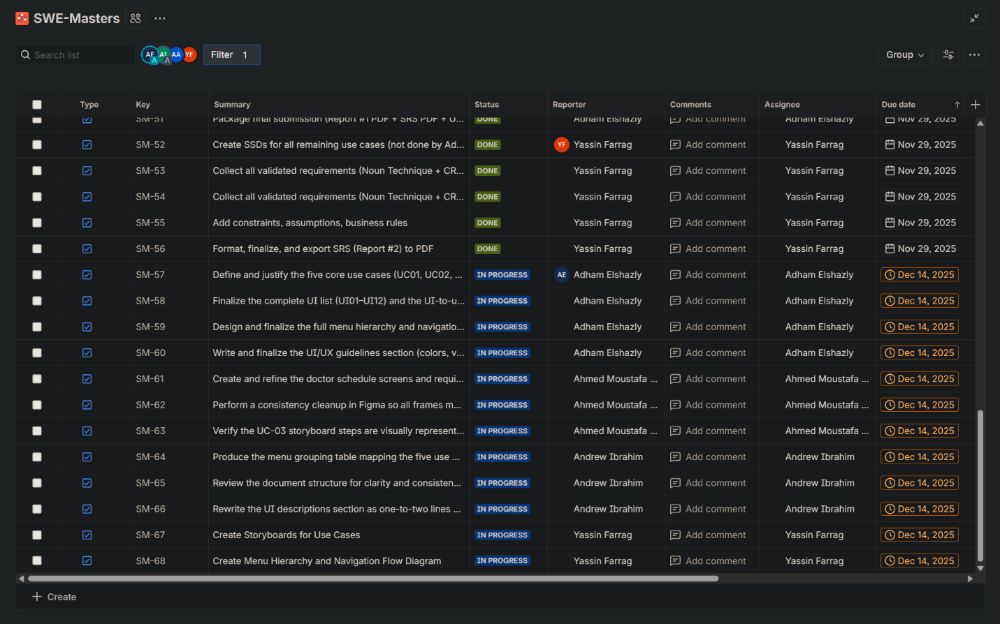 SWE-Masters
Search list
AE
A
AI
A
AA
YF
Filter 1
Group
Type Key Summary Status Reporter Comments Assignee Due date
SM-51 Package final submission (Report #1 PDF + SRS PDF + U... DONE Adham Elshazly Add comment Adham Elshazly Nov 29, 2025
SM-52 Create SSDs for all remaining use cases (not done by Ad... DONE YF Yassin Farrag Add comment Yassin Farrag Nov 29, 2025
SM-53 Collect all validated requirements (Noun Technique + CR... DONE Yassin Farrag Add comment Yassin Farrag Nov 29, 2025
SM-54 Collect all validated requirements (Noun Technique + CR... DONE Yassin Farrag Add comment Yassin Farrag Nov 29, 2025
SM-55 Add constraints, assumptions, business rules DONE Yassin Farrag Add comment Yassin Farrag Nov 29, 2025
SM-56 Format, finalize, and export SRS (Report #2) to PDF DONE Yassin Farrag Add comment Yassin Farrag Nov 29, 2025
SM-57 Define and justify the five core use cases (UC01, UC02, ... IN PROGRESS AE Adham Elshazly Add comment Adham Elshazly Dec 14, 2025
SM-58 Finalize the complete UI list (UI01–UI12) and the UI-to-u... IN PROGRESS Adham Elshazly Add comment Adham Elshazly Dec 14, 2025
SM-59 Design and finalize the full menu hierarchy and navigatio... IN PROGRESS Adham Elshazly Add comment Adham Elshazly Dec 14, 2025
SM-60 Write and finalize the UI/UX guidelines section (colors, v... IN PROGRESS Adham Elshazly Add comment Adham Elshazly Dec 14, 2025
SM-61 Create and refine the doctor schedule screens and requi... IN PROGRESS Ahmed Moustafa ... Add comment Ahmed Moustafa ... Dec 14, 2025
SM-62 Perform a consistency cleanup in Figma so all frames m... IN PROGRESS Ahmed Moustafa ... Add comment Ahmed Moustafa ... Dec 14, 2025
SM-63 Verify the UC-03 storyboard steps are visually represent... IN PROGRESS Ahmed Moustafa ... Add comment Ahmed Moustafa ... Dec 14, 2025
SM-64 Produce the menu grouping table mapping the five use ... IN PROGRESS Andrew Ibrahim Add comment Andrew Ibrahim Dec 14, 2025
SM-65 Review the document structure for clarity and consisten... IN PROGRESS Andrew Ibrahim Add comment Andrew Ibrahim Dec 14, 2025
SM-66 Rewrite the UI descriptions section as one-to-two lines ... IN PROGRESS Andrew Ibrahim Add comment Andrew Ibrahim Dec 14, 2025
SM-67 Create Storyboards for Use Cases IN PROGRESS Yassin Farrag Add comment Yassin Farrag Dec 14, 2025
SM-68 Create Menu Hierarchy and Navigation Flow Diagram IN PROGRESS Yassin Farrag Add comment Yassin Farrag Dec 14, 2025
Create